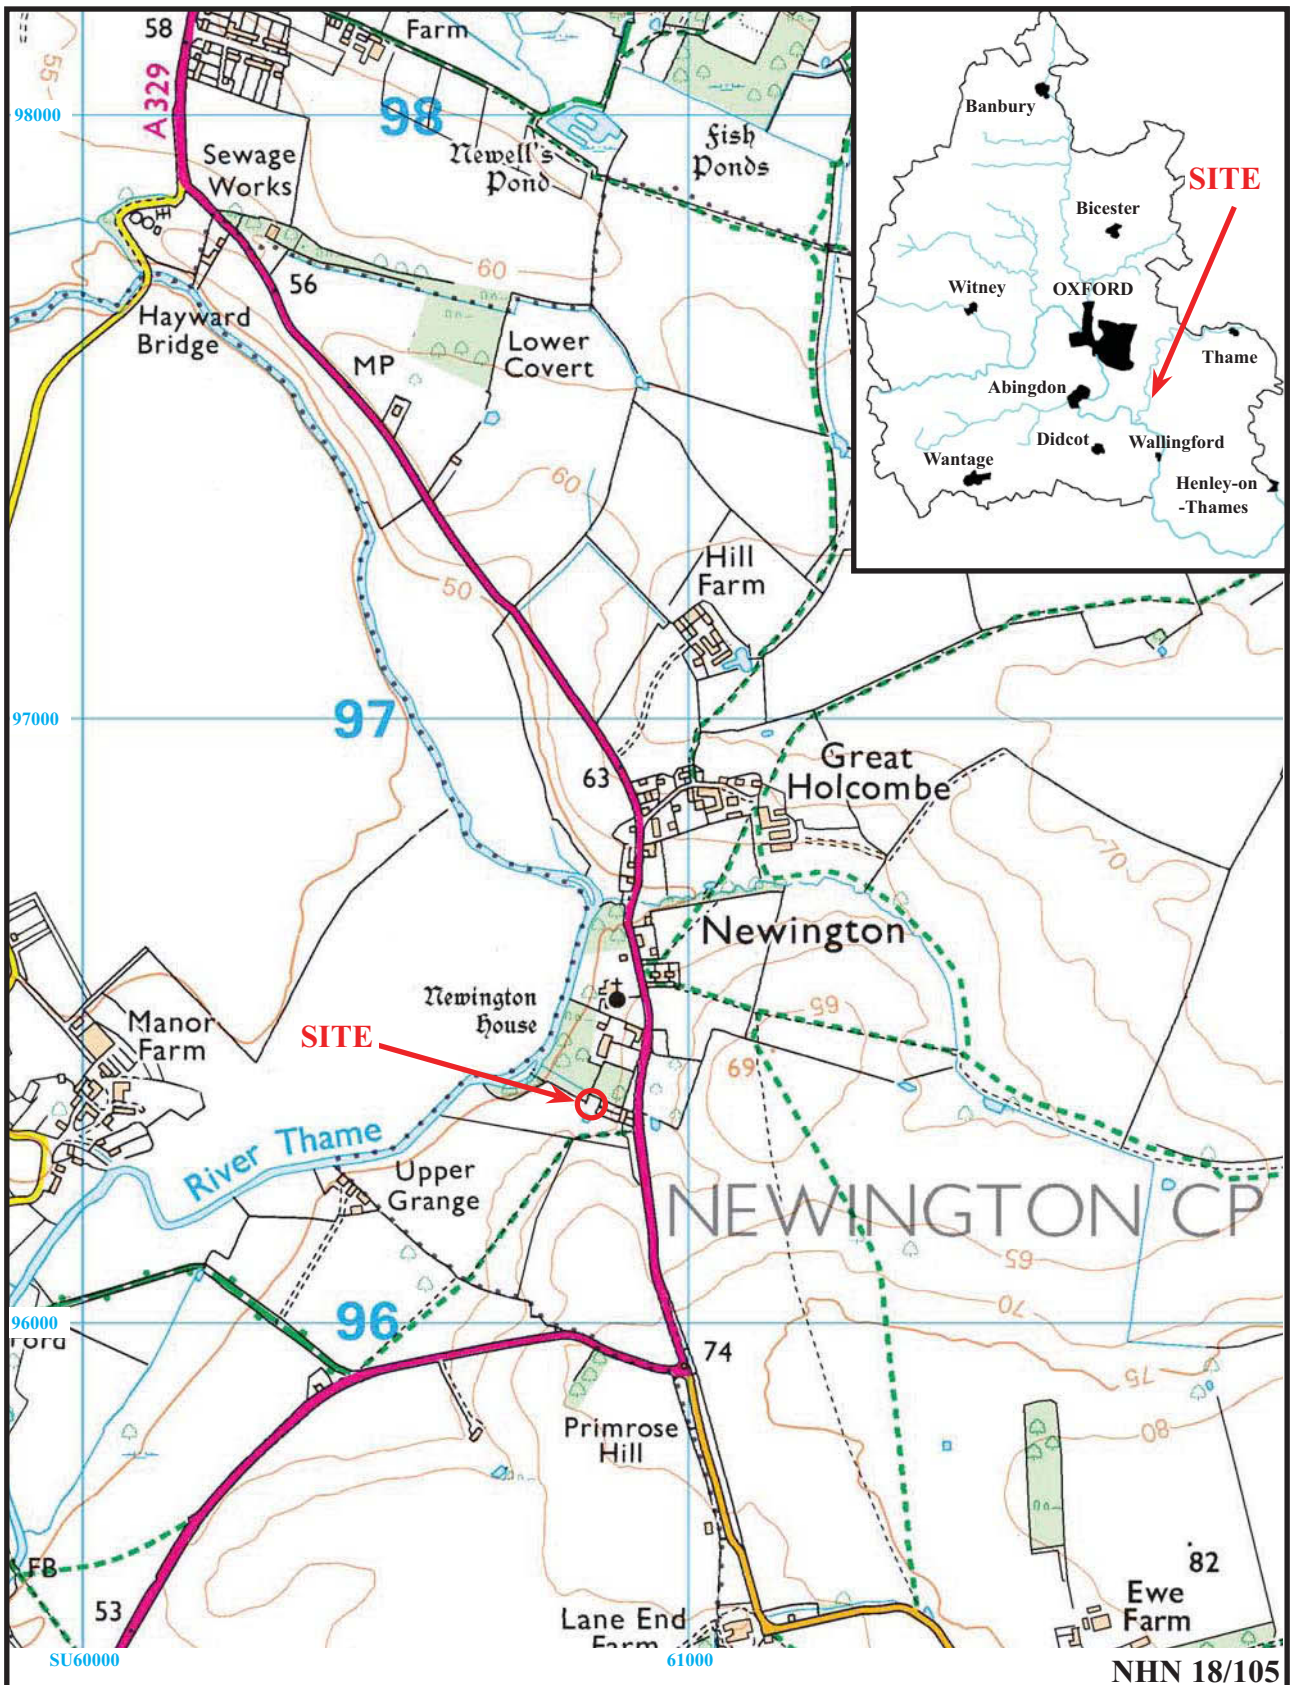 58
Farm
55
A329
98000
98
Sewage
Works
Newell's
Pond
Fish
Ponds
60
56
Hayward
Bridge
MP
Lower
Covert
60
50
Hill
Farm
97000
97
63
Great
Holcombe
70
Newington
Newington
House
65
Manor
Farm
SITE
69
River Thame
Upper
Grange
NEWINGTON CP
65
70
96000
96
ford
74
75
80
Primrose
Hill
82
FB
53
Ewe
Farm
Lane End
Farm
SU60000
61000
NHN 18/105
Banbury
SITE
Bicester
Witney
OXFORD
Thame
Abingdon
Didcot
Wallingford
Wantage
Henley-on
-Thames